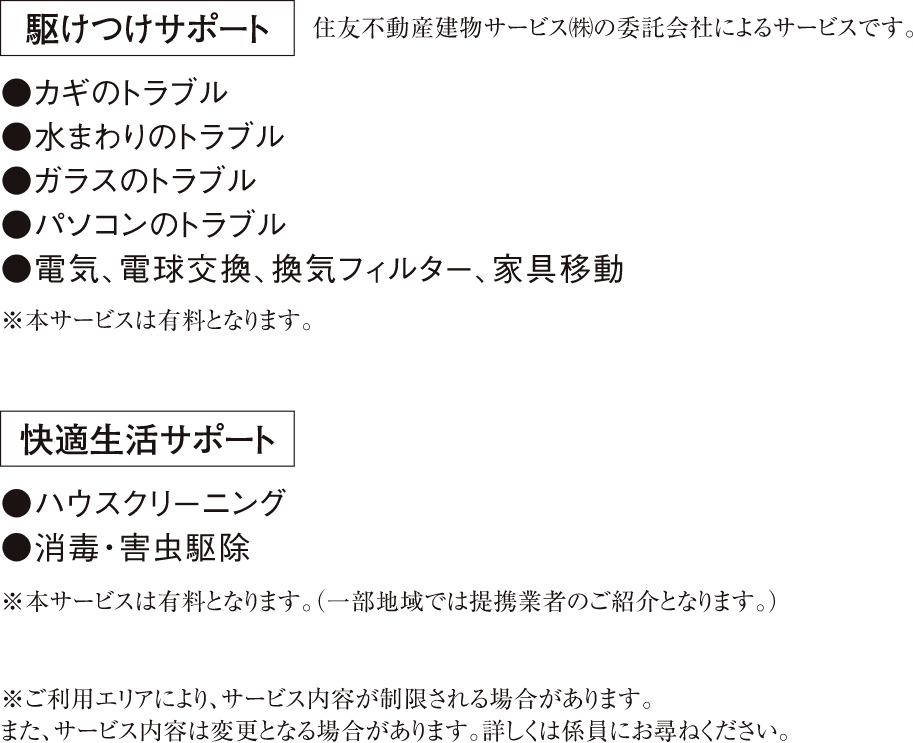 駆けつけサポート
住友不動産建物サービス㈱の委託会社によるサービスです。
●カギのトラブル
●水まわりのトラブル
●ガラスのトラブル
●パソコンのトラブル
●電気、電球交換、換気フィルター、家具移動
※本サービスは有料となります。
快適生活サポート
●ハウスクリーニング
●消毒・害虫駆除
※本サービスは有料となります。（一部地域では提携業者のご紹介となります。）
※ご利用エリアにより、サービス内容が制限される場合があります。
また、サービス内容は変更となる場合があります。詳しくは係員にお尋ねください。